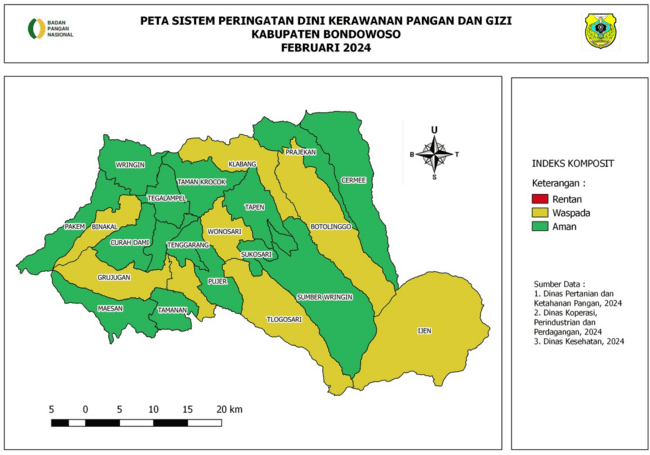 BADAN
PANGAN
NASIONAL
PETA SISTEM PERINGATAN DINI KERAWANAN PANGAN DAN GIZI
KABUPATEN BONDOWOSO
FEBRUARI 2024
U
B T
S
WRINGIN
KLABANG
PRAJEKAN
CERMEE
TAMAN KROCOK
TEGALAMPEL
TAPEN
PAKEM
BINAKAL
BOTOLINGGO
WONOSARI
CURAH DAMI
TENGGARANG
SUKOSARI
GRUJUGAN
PUJER
SUMBER WRINGIN
MAESAN
TAMANAN
TLOGOSARI
IJEN
5 0 5 10 15 20 km
INDEKS KOMPOSIT
Keterangan :
Rentan
Waspada
Aman
Sumber Data :
1. Dinas Pertanian dan
Ketahanan Pangan, 2024
2. Dinas Koperasi,
Perindustrian dan
Perdagangan, 2024
3. Dinas Kesehatan, 2024